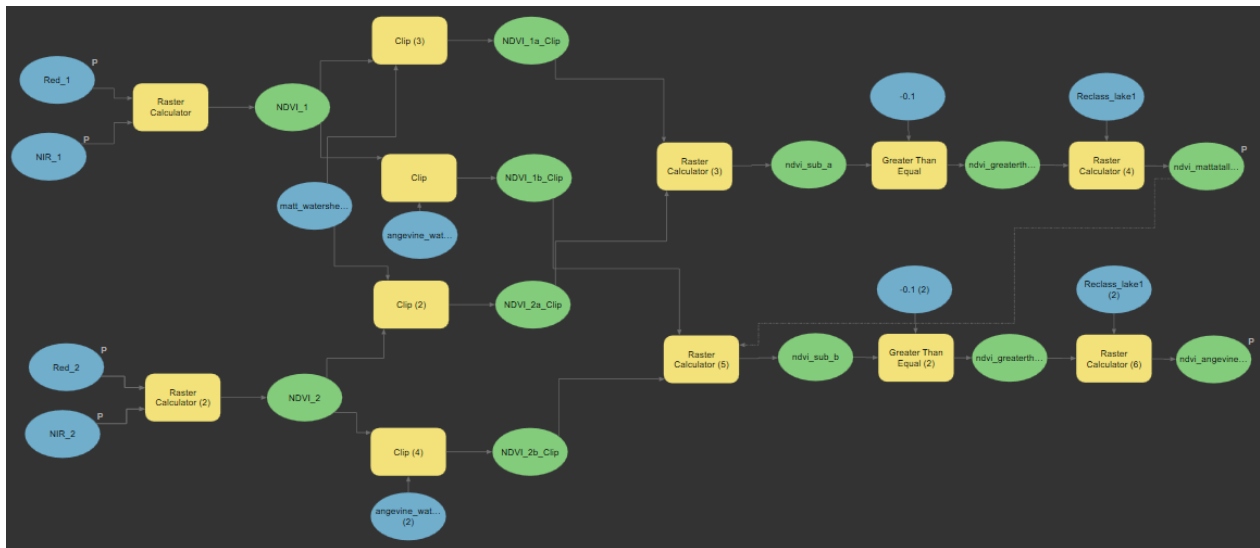 Clip (3)
NDVI_1a_Clip
P
Red_1
Raster
Calculator
NDVI_1
-0.1
Reclass_lake1
P
NIR_1
Raster
Calculator (3)
ndvi_sub_a
Greater Than
Equal
ndvi_greaterth...
Raster
Calculator (4)
P
ndvi_mattatall...
Clip
NDVI_1b_Clip
matt_watershe...
angevine_wat...
Clip (2)
NDVI_2a_Clip
-0.1 (2)
Reclass_lake1
(2)
P
Red_2
Raster
Calculator (5)
ndvi_sub_b
Greater Than
Equal (2)
ndvi_greaterth...
Raster
Calculator (6)
P
ndvi_angevine...
Raster
Calculator (2)
NDVI_2
P
NIR_2
Clip (4)
NDVI_2b_Clip
angevine_wat...
(2)